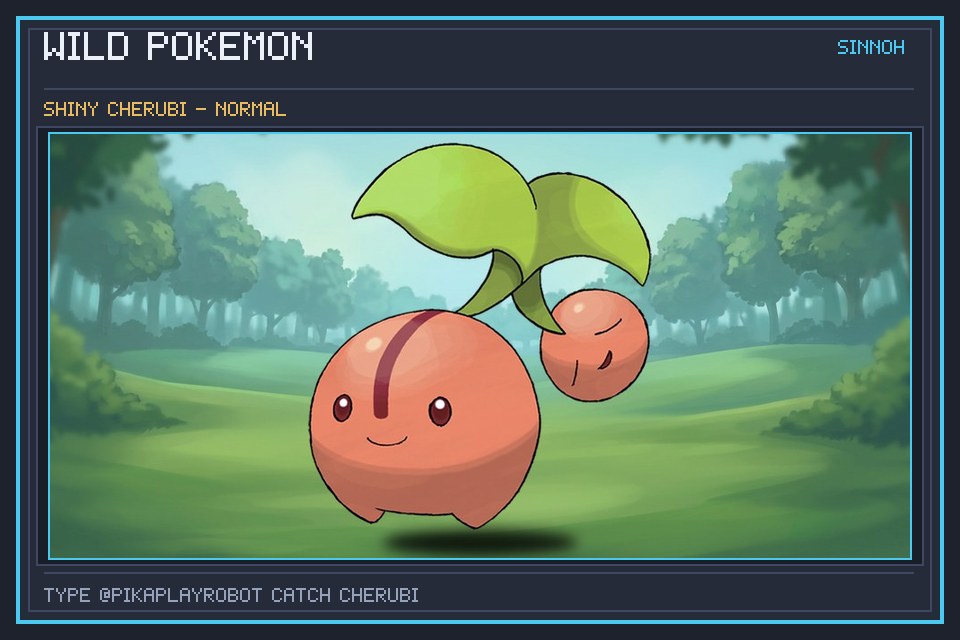 WILD POKEMON
SINNOH
SHINY CHERUBI - NORMAL
TYPE @PIKAPLAYROBOT CATCH CHERUBI